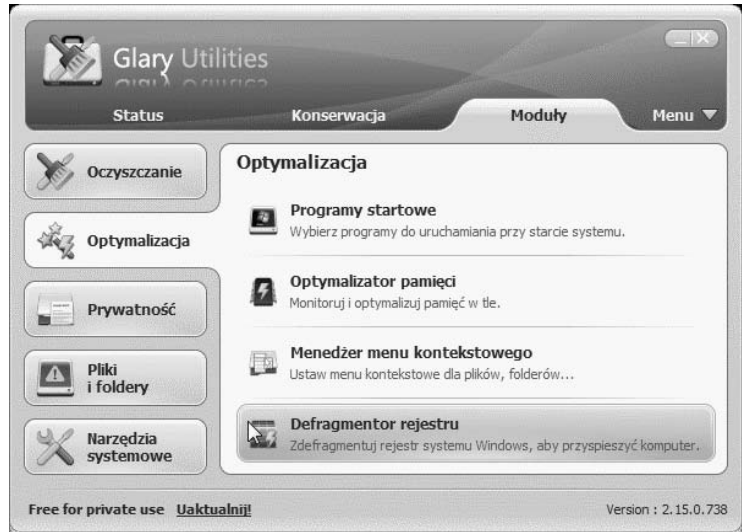 Glary Utilities
Status
Konserwacja
Moduły
Menu
Oczyszczanie
Optymalizacja
Prywatność
Pliki
i foldery
Narzędzia
systemowe
Optymalizacja
Programy startowe
Wybierz programy do uruchamiania przy starcie systemu.
Optymalizator pamięci
Monitoruj i optymalizuj pamięć w tle.
Menedżer menu kontekstowego
Ustaw menu kontekstowe dla plików, folderów...
Defragmentor rejestru
Zdefragmentuj rejestr systemu Windows, aby przyspieszyć komputer.
Free for private use Uaktualnij!
Version : 2.15.0.738